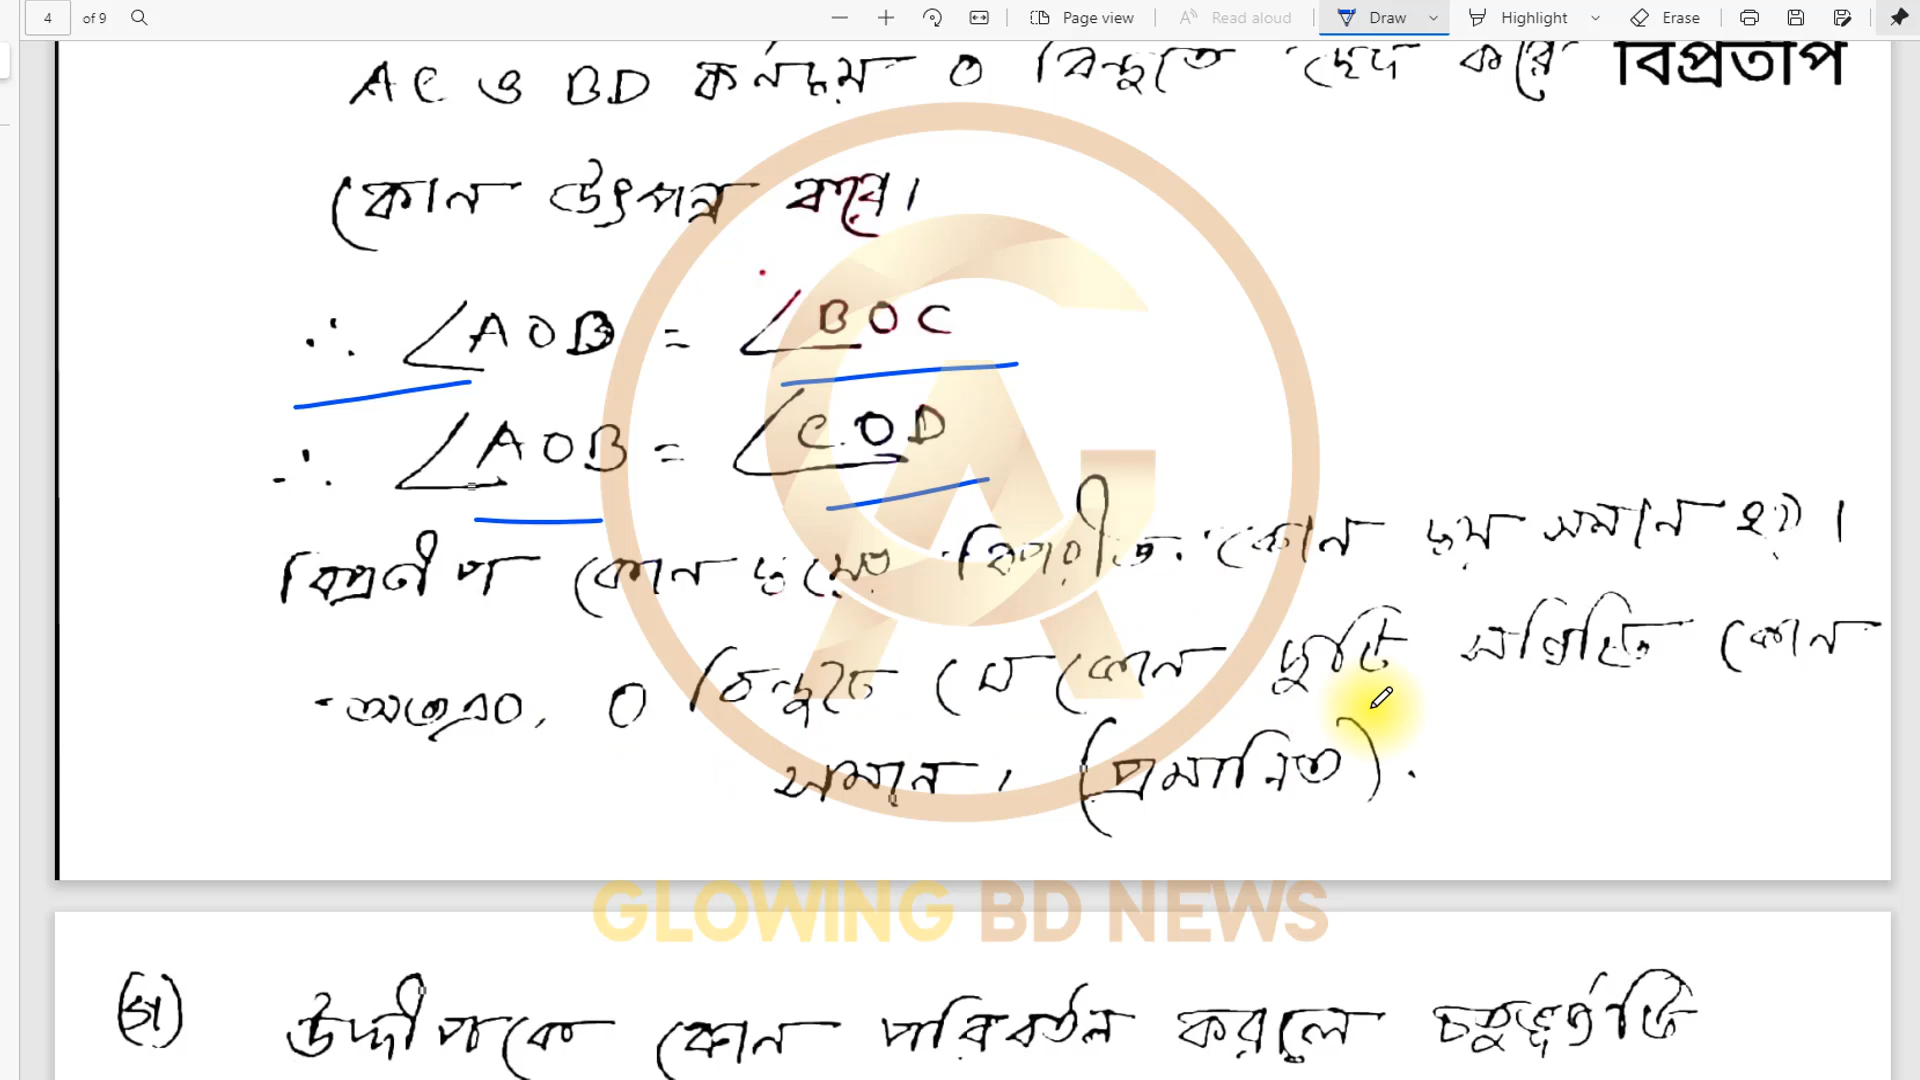 4 of 9 Page view Read aloud Draw Highlight Erase
AC ও BD কর্ণদ্বয় O বিন্দুতে ছেদ করে বিপ্রতীপ
কোন উৎপন্ন করে।
∴ ∠AOB = ∠BOC
∴ ∠AOB = ∠COD
বিপ্রতীপ কোন দ্বয়ের বিপরীত কোন দ্বয় সমান হয়।
অতএব, O বিন্দুতে যে কোন দুটি সন্নিহিত কোন
সমান। (প্রমানিত).
GLOWING BD NEWS
(গ) উদ্দীপকে কোন পরিবর্তন করলে চতুর্ভুজটি